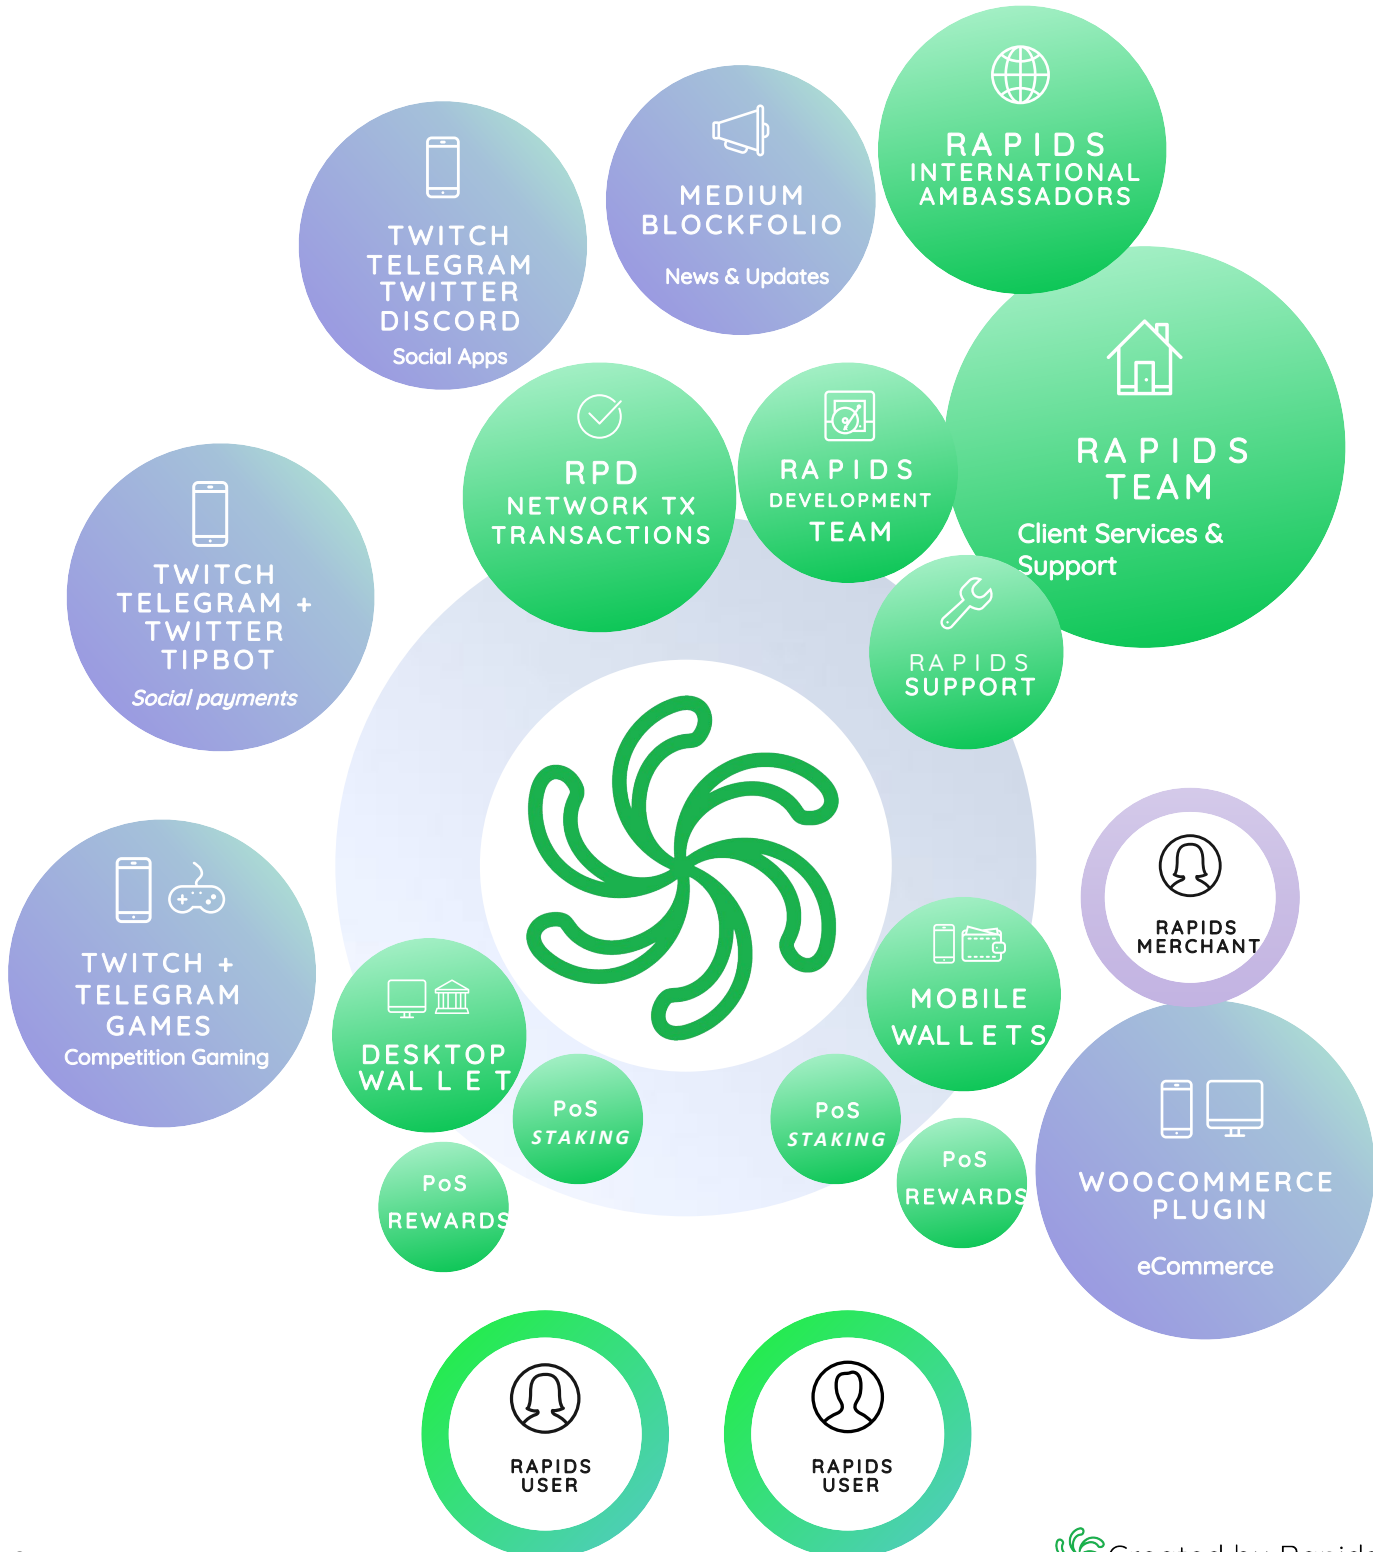 RAPIDS
INTERNATIONAL
AMBASSADORS
MEDIUM
BLOCKFOLIO
News & Updates
TWITCH
TELEGRAM
TWITTER
DISCORD
Social Apps
RAPIDS
TEAM
Client Services &
Support
RPD
NETWORK TX
TRANSACTIONS
RAPIDS
DEVELOPMENT
TEAM
RAPIDS
SUPPORT
TWITCH
TELEGRAM +
TWITTER
TIPBOT
Social payments
TWITCH +
TELEGRAM
GAMES
Competition Gaming
RAPIDS
MERCHANT
MOBILE
WALLETS
DESKTOP
WALLET
PoS
STAKING
PoS
STAKING
PoS
REWARDS
PoS
REWARDS
WOOCOMMERCE
PLUGIN
eCommerce
RAPIDS
USER
RAPIDS
USER
Created by Rapids